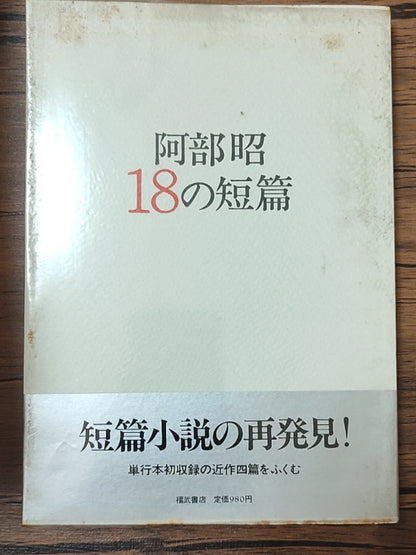 阿部昭
18の短篇
短篇小説の再発見!
単行本初収録の近作四篇をふくむ
福武書店 定価980円